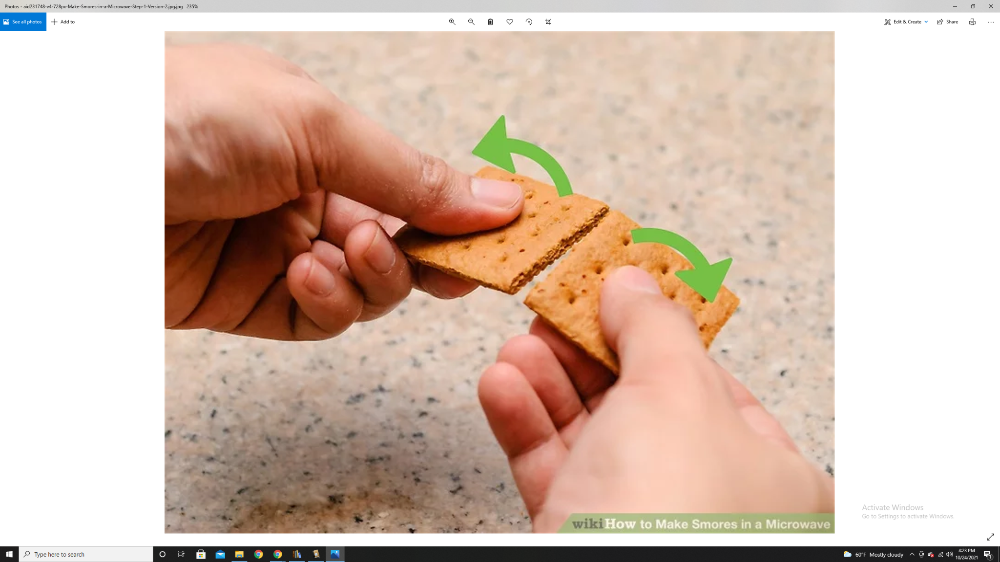 Photos - aid231748-v4-728px-Make-Smores-in-a-Microwave-Step-1-Version-2.jpg.jpg 235%
See all photos
Add to
Edit & Create
Share
wikiHow to Make Smores in a Microwave
Activate Windows
Go to Settings to activate Windows.
Type here to search
60°F Mostly cloudy
4:23 PM
10/24/2021
1